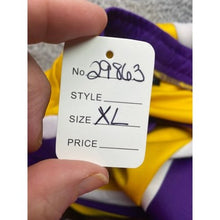 No 29863
STYLE
SIZE XL
PRICE